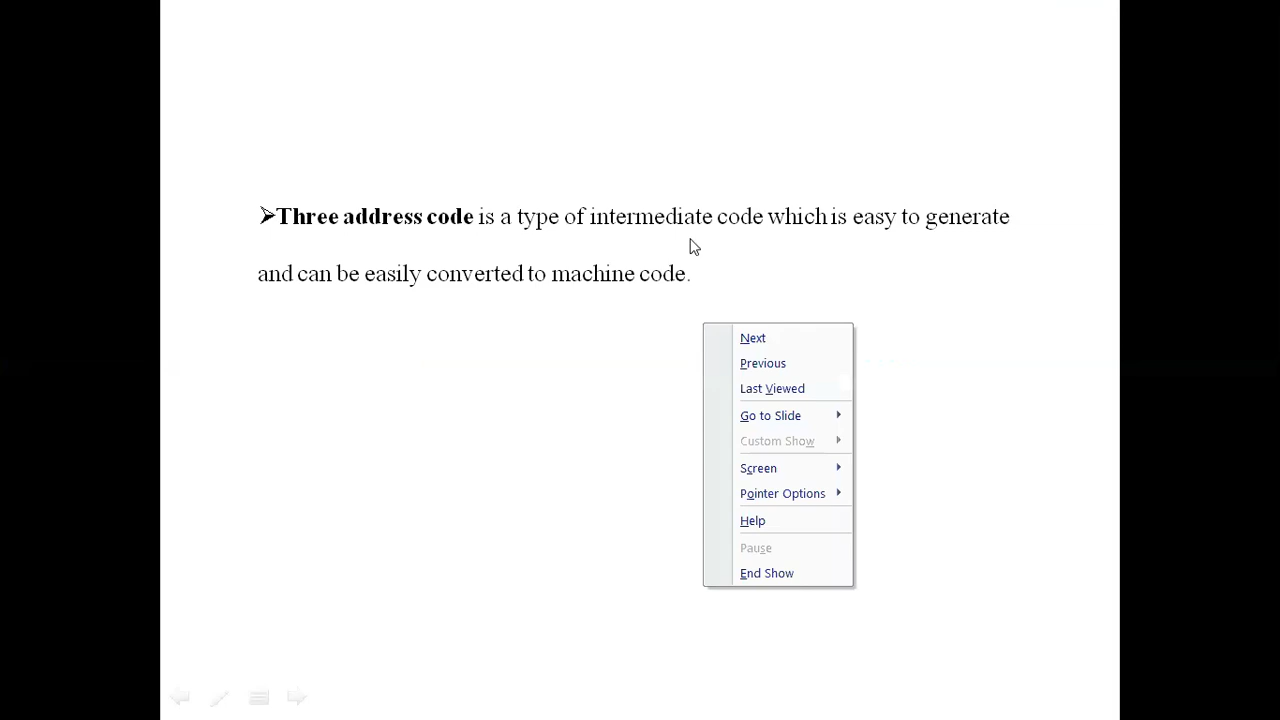 ➢Three address code is a type of intermediate code which is easy to generate
and can be easily converted to machine code.
Next
Previous
Last Viewed
Go to Slide
Custom Show
Screen
Pointer Options
Help
Pause
End Show